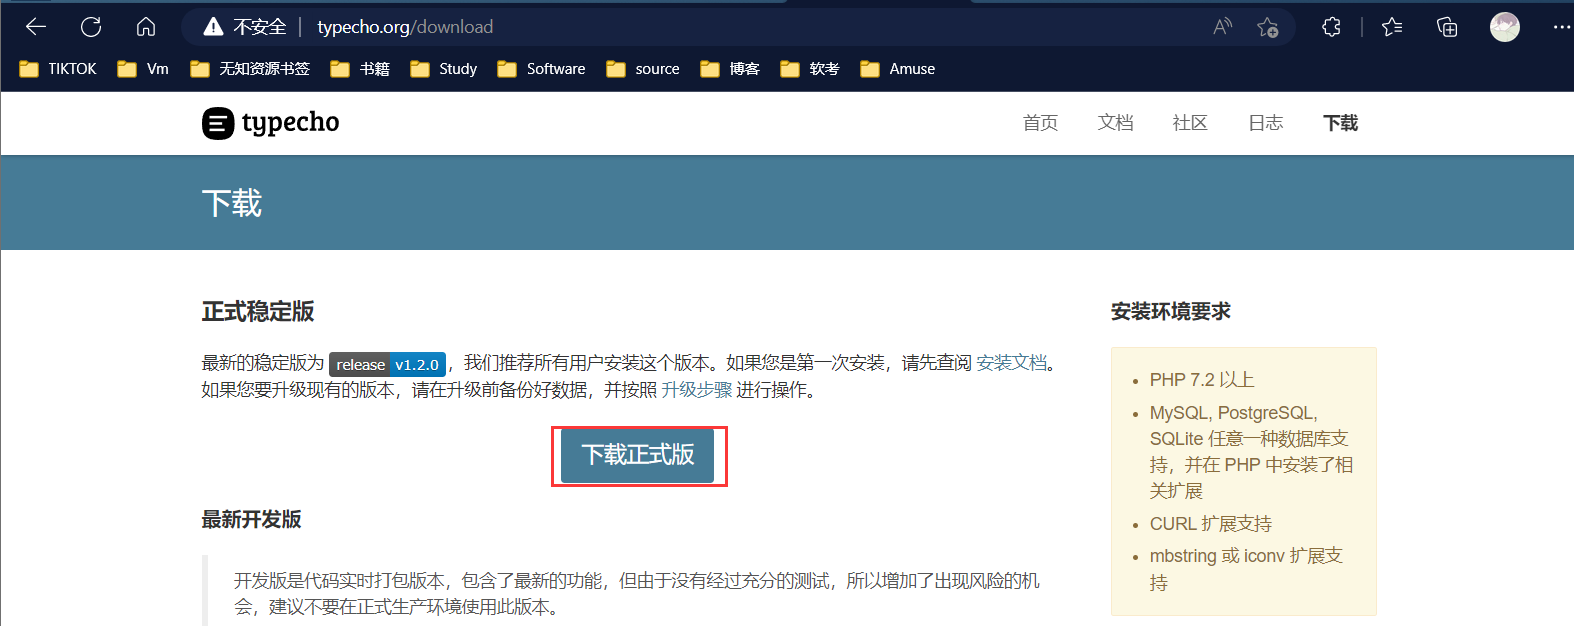 不安全 | typecho.org/download
TIKTOK Vm 无知资源书签 书籍 Study Software source 博客 软考 Amuse
typecho 首页 文档 社区 日志 下载
下载
正式稳定版
最新的稳定版为 release v1.2.0 ，我们推荐所有用户安装这个版本。如果您是第一次安装，请先查阅 安装文档。
如果您要升级现有的版本，请在升级前备份好数据，并按照 升级步骤 进行操作。
下载正式版
最新开发版
开发版是代码实时打包版本，包含了最新的功能，但由于没有经过充分的测试，所以增加了出现风险的机
会，建议不要在正式生产环境使用此版本。
安装环境要求
PHP 7.2 以上
MySQL, PostgreSQL,
SQLite 任意一种数据库支
持，并在 PHP 中安装了相
关扩展
CURL 扩展支持
mbstring 或 iconv 扩展支
持